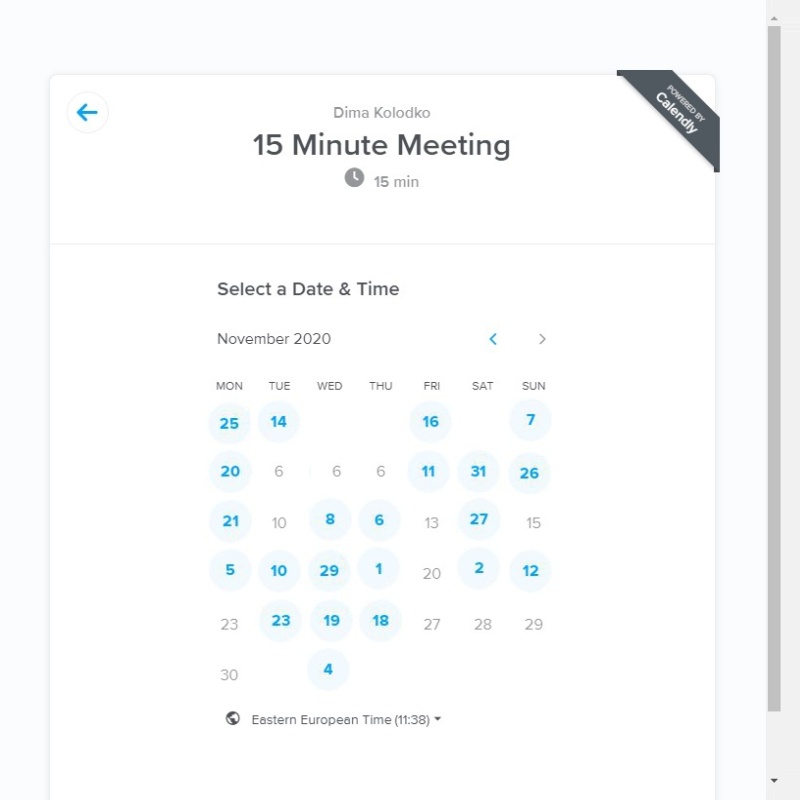 Dima Kolodko
15 Minute Meeting
15 min
POWERED BY
Calendly
Select a Date & Time
November 2020
MON TUE WED THU FRI SAT SUN
25 14 16 7
20 6 6 6 11 31 26
21 10 8 6 13 27 15
5 10 29 1 20 2 12
23 23 19 18 27 28 29
30 4
Eastern European Time (11:38)